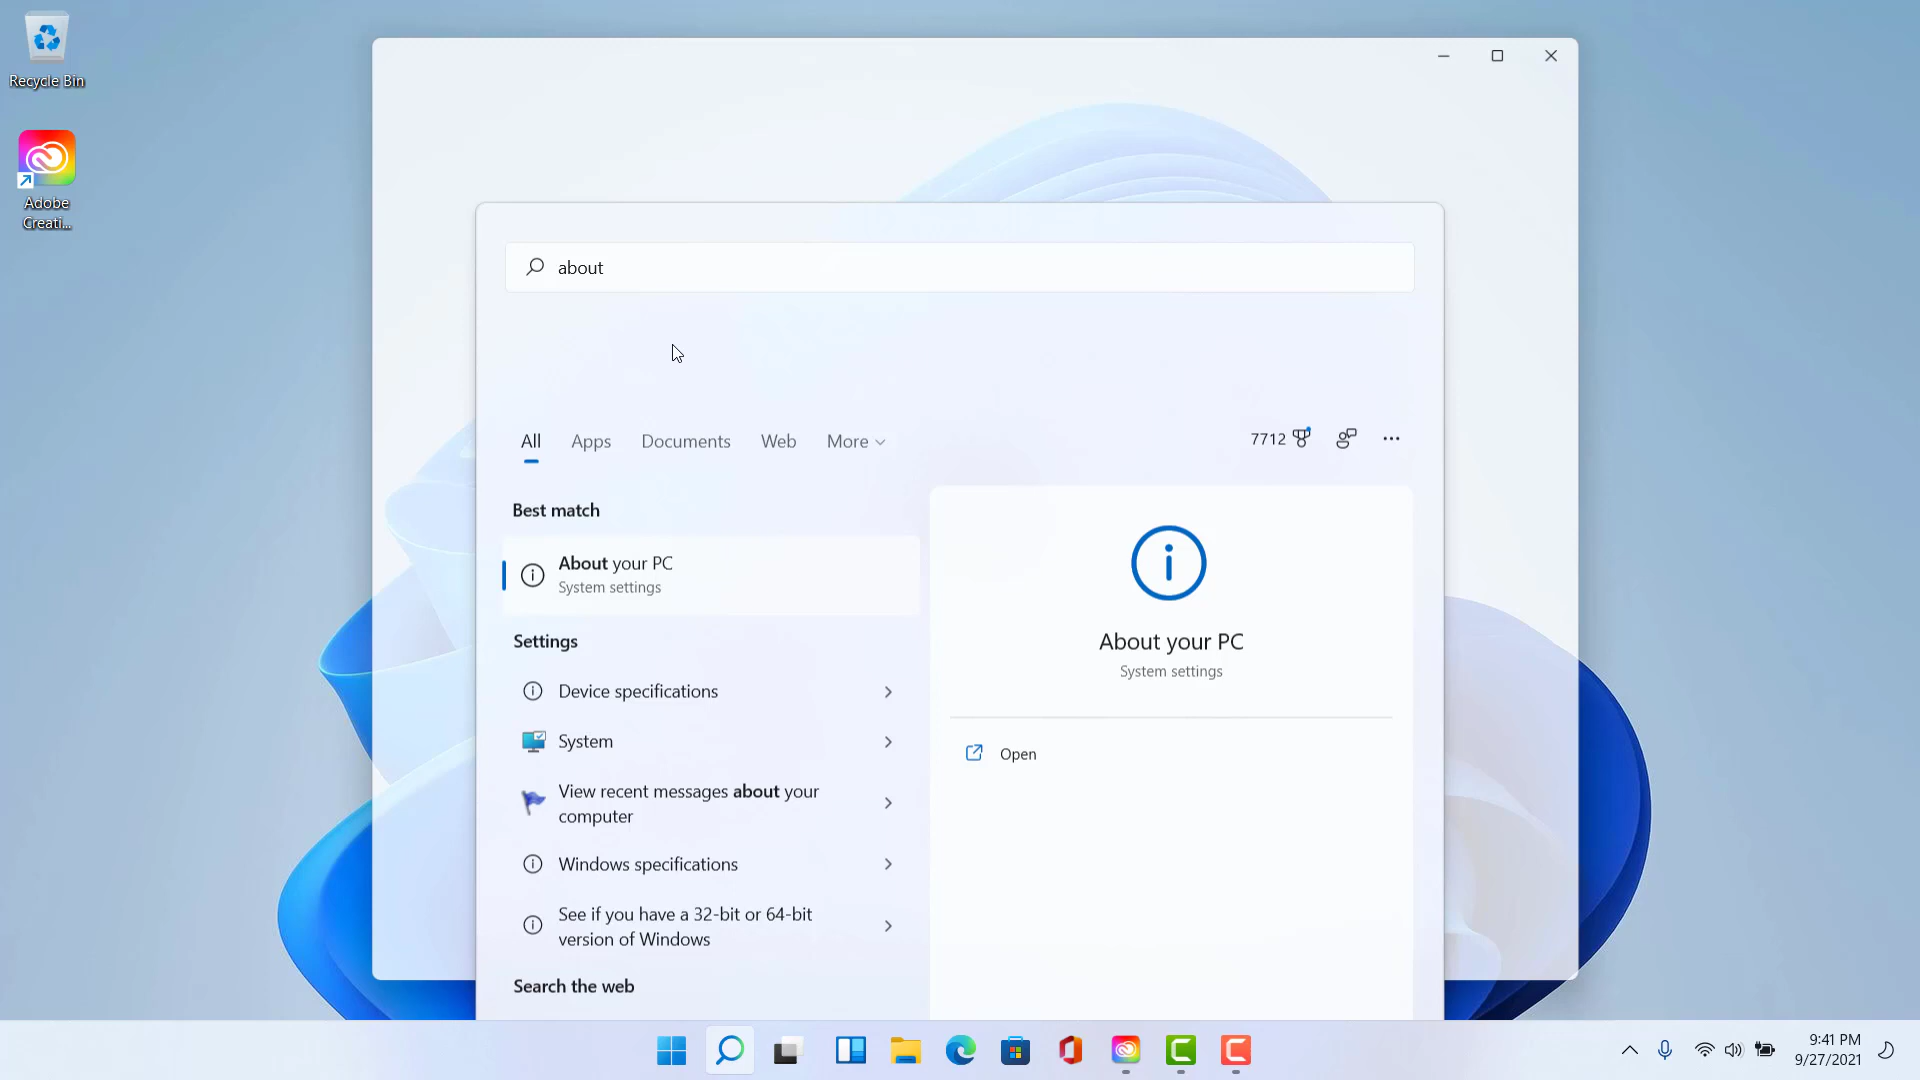 Recycle Bin
Adobe
Creati...
about
All Apps Documents Web More
7712
Best match
About your PC
System settings
Settings
Device specifications
System
View recent messages about your
computer
Windows specifications
See if you have a 32-bit or 64-bit
version of Windows
Search the web
About your PC
System settings
Open
9:41 PM
9/27/2021